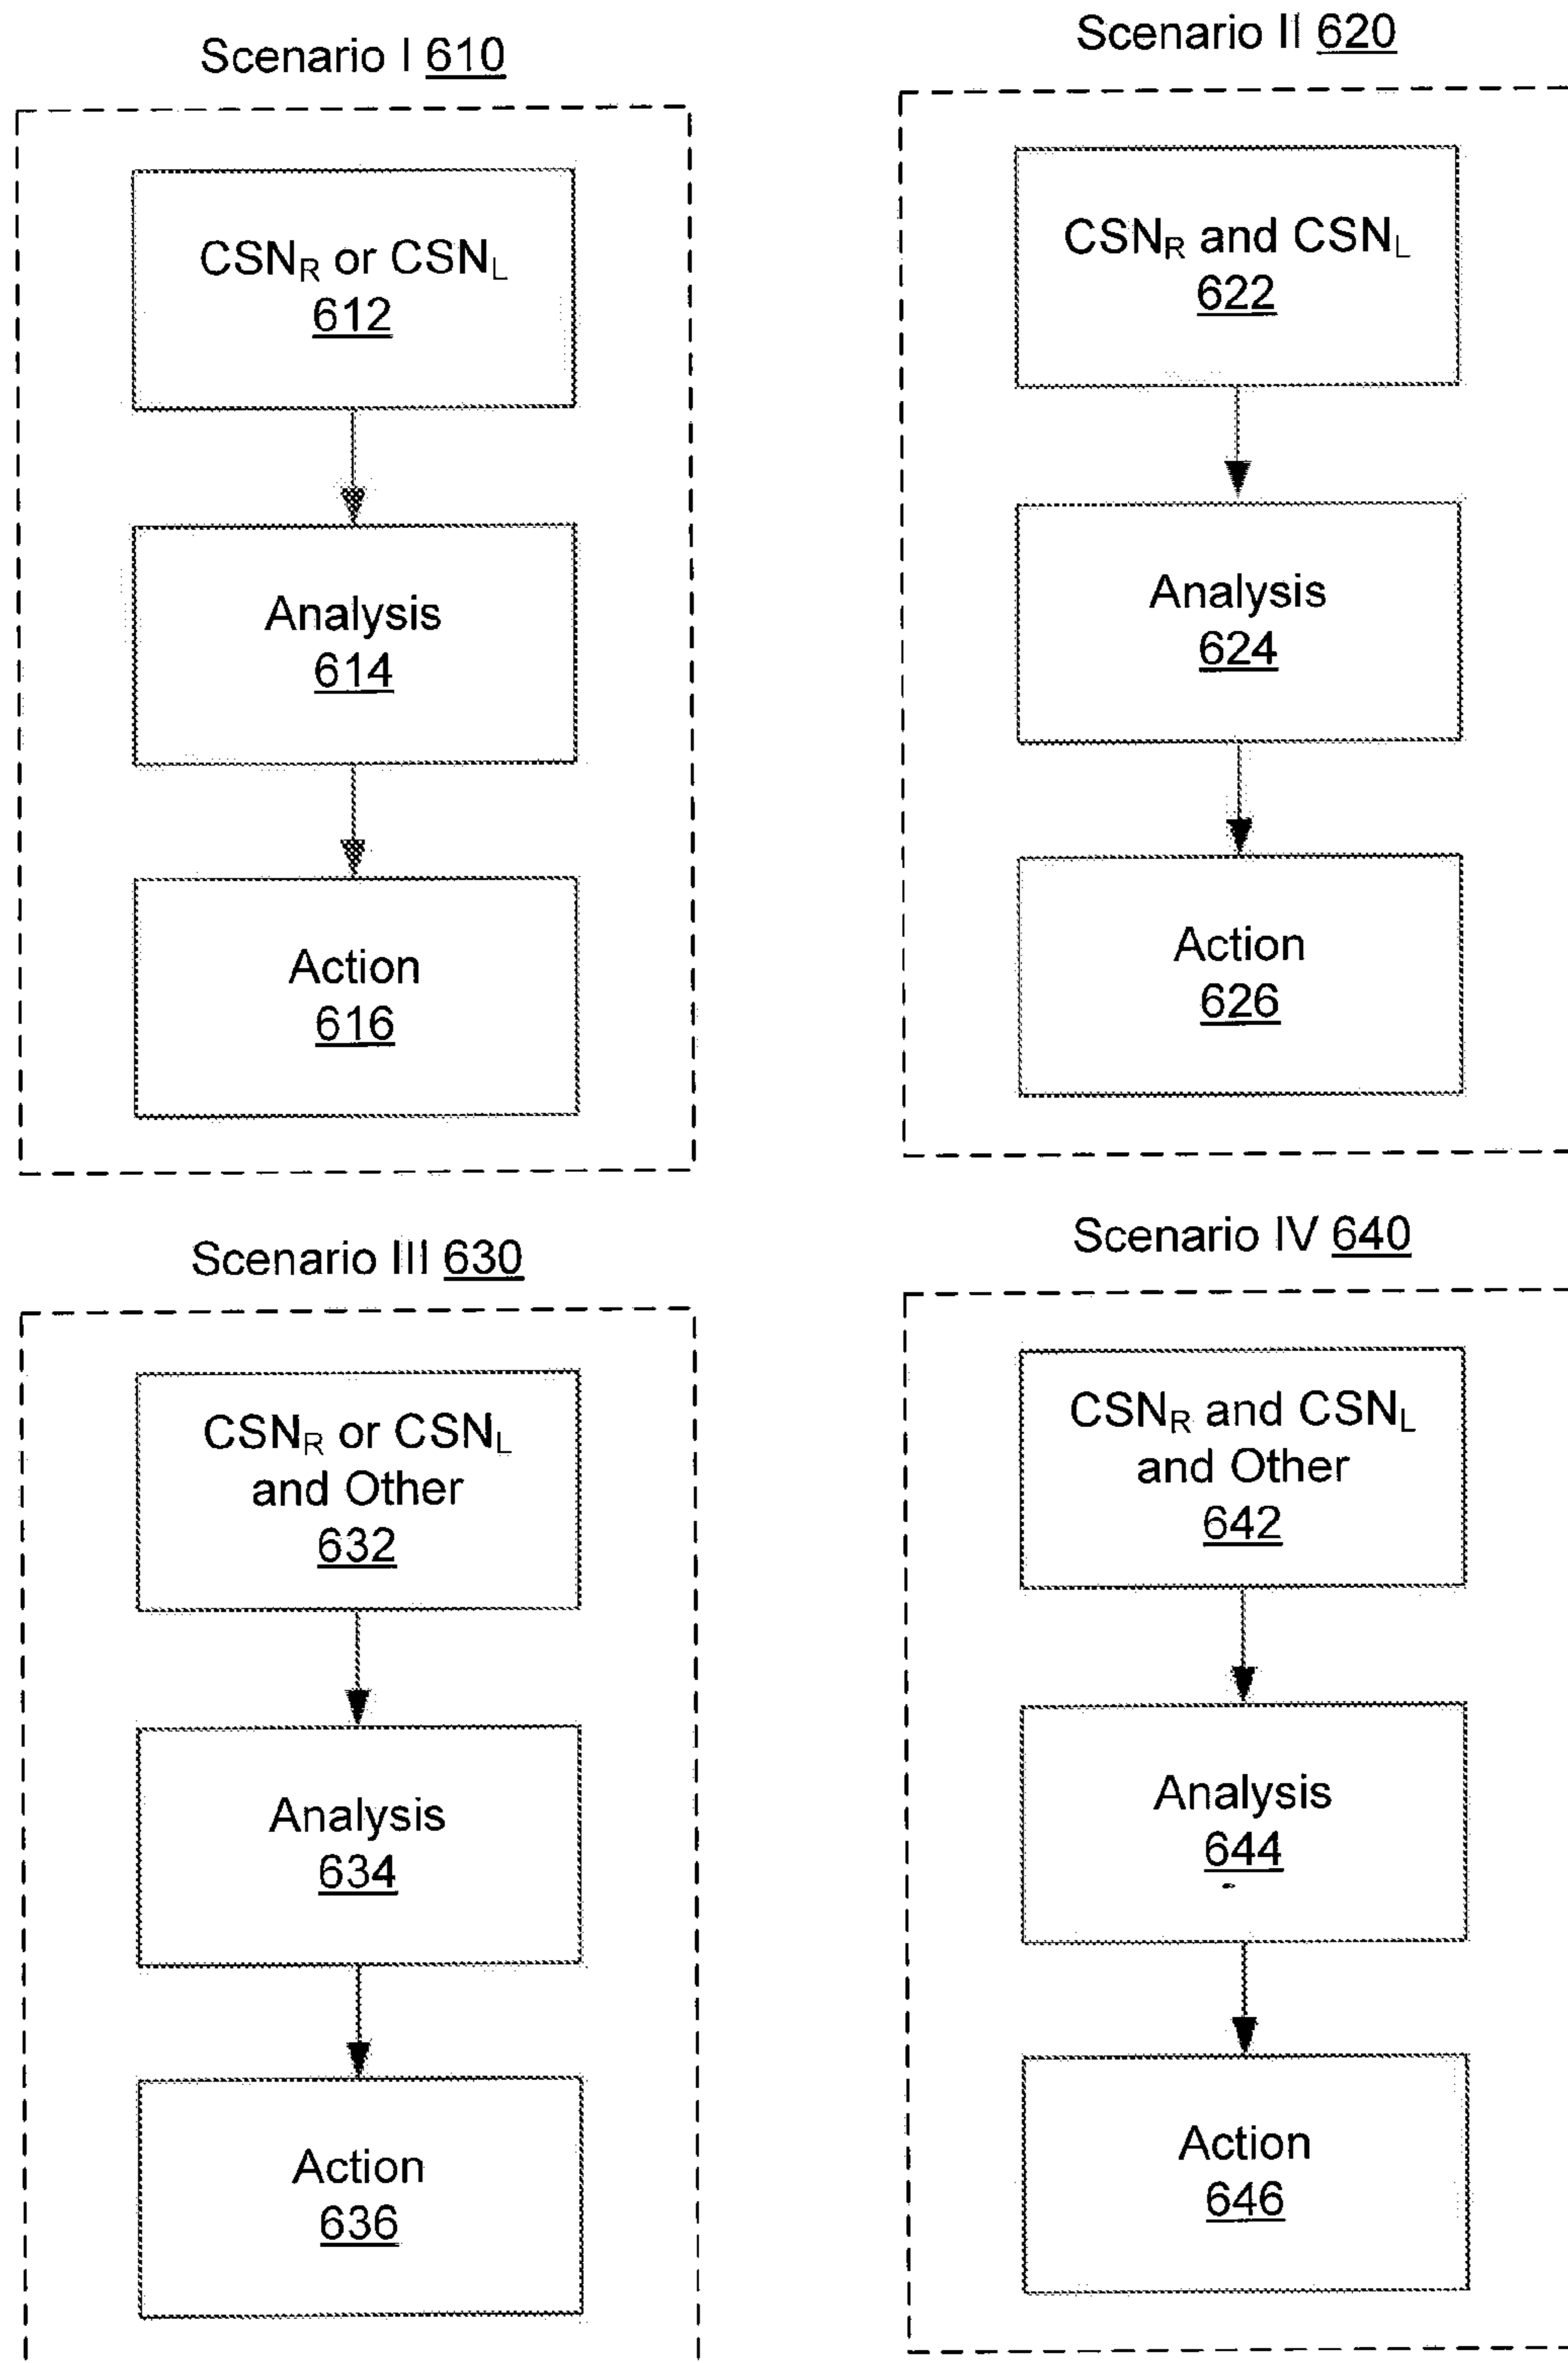 Scenario I 610
CSNR or CSNL
612
Analysis
614
Action
616
Scenario II 620
CSNR and CSNL
622
Analysis
624
Action
626
Scenario III 630
CSNR or CSNL
and Other
632
Analysis
634
Action
636
Scenario IV 640
CSNR and CSNL
and Other
642
Analysis
644
Action
646